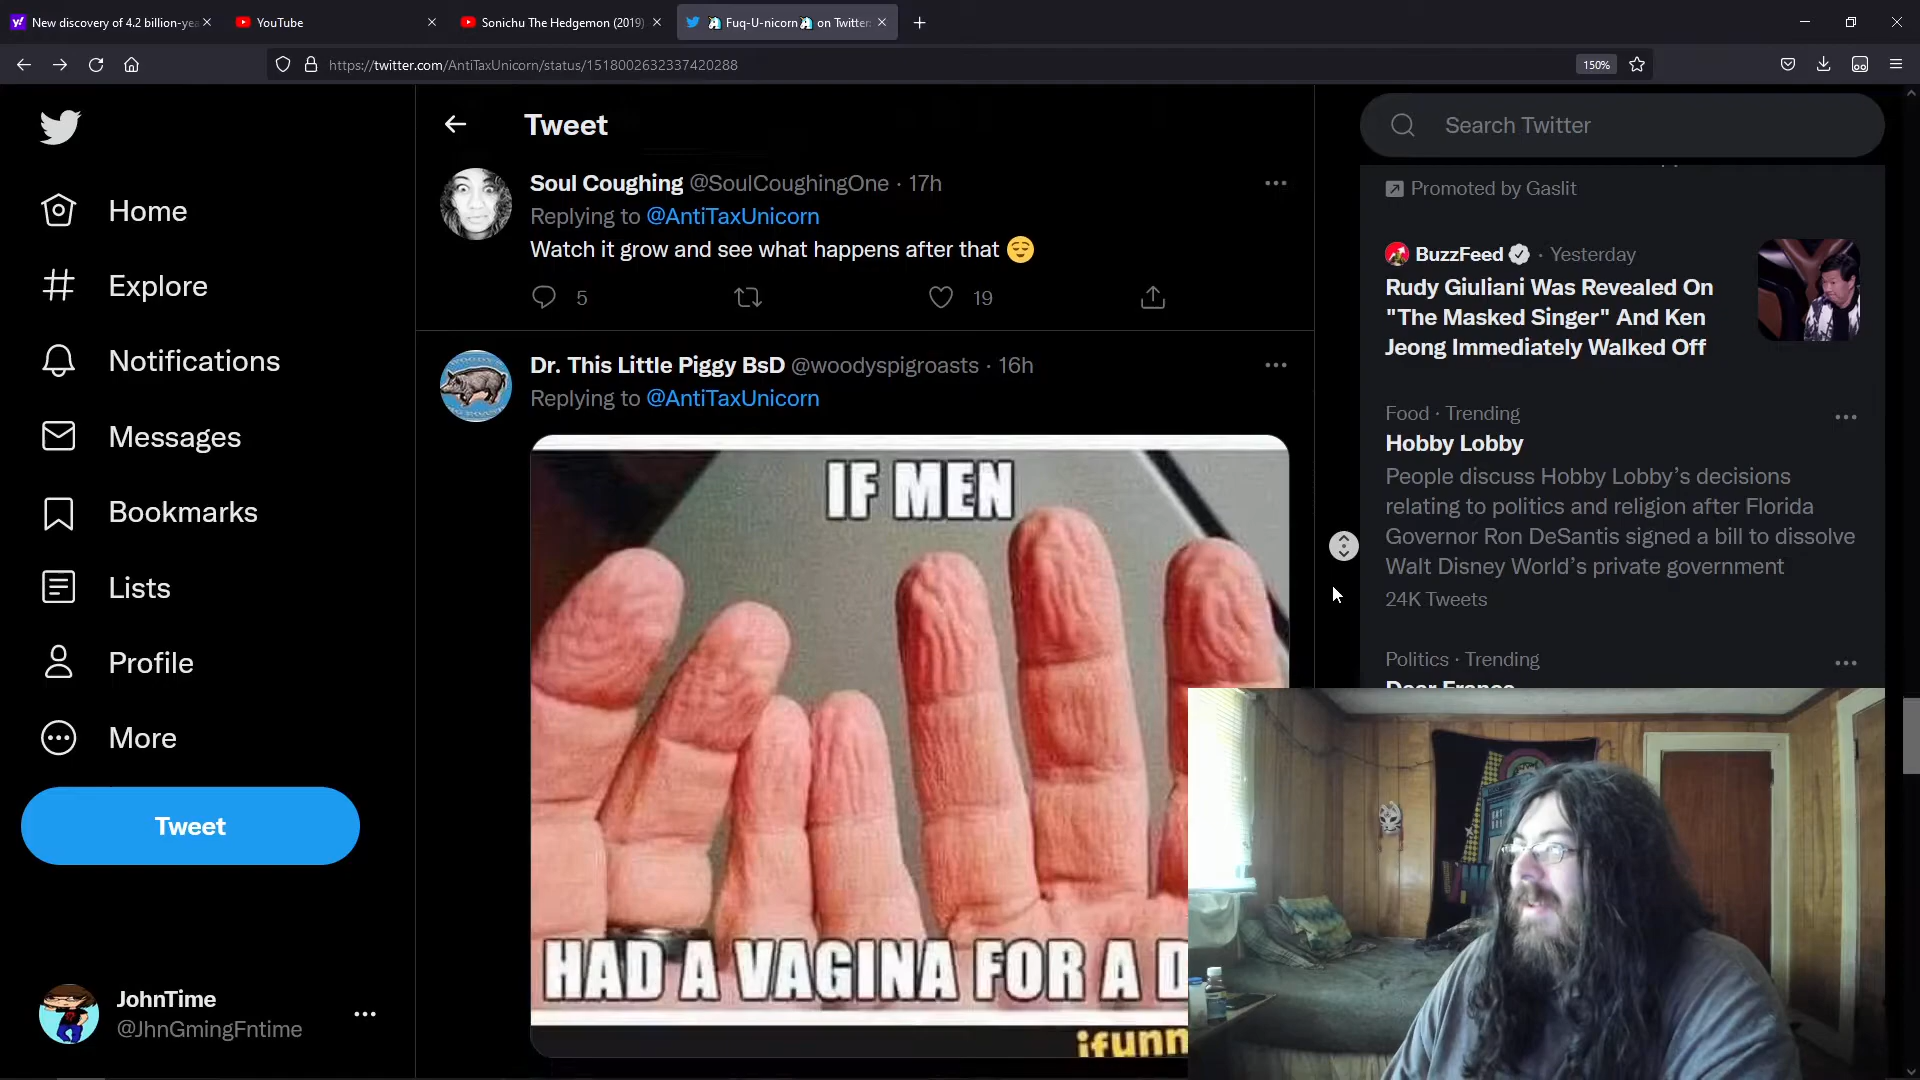 New discovery of 4.2 billion-ye
YouTube
Sonichu The Hedgemon (2019)
🦄 Fuq-U-nicorn🦄 on Twitter:
https://twitter.com/AntiTaxUnicorn/status/1518002632337420288
150%
Home
Explore
Notifications
Messages
Bookmarks
Lists
Profile
More
Tweet
JohnTime
@JhnGmingFntime
Tweet
Soul Coughing @SoulCoughingOne · 17h
Replying to @AntiTaxUnicorn
Watch it grow and see what happens after that 😌
5
19
Dr. This Little Piggy BsD @woodyspigroasts · 16h
Replying to @AntiTaxUnicorn
IF MEN
HAD A VAGINA FOR A D
ifunn
Search Twitter
Promoted by Gaslit
BuzzFeed · Yesterday
Rudy Giuliani Was Revealed On
"The Masked Singer" And Ken
Jeong Immediately Walked Off
Food · Trending
Hobby Lobby
People discuss Hobby Lobby’s decisions
relating to politics and religion after Florida
Governor Ron DeSantis signed a bill to dissolve
Walt Disney World’s private government
24K Tweets
Politics · Trending
Dear France